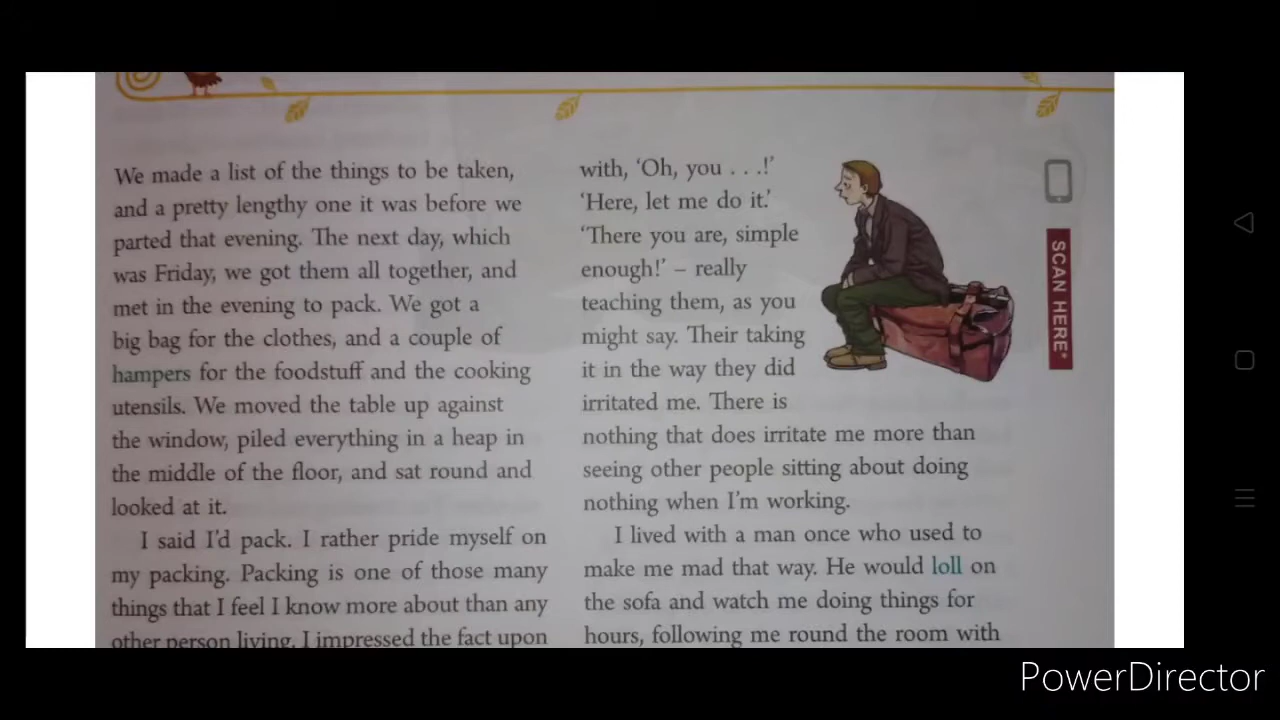 We made a list of the things to be taken,
and a pretty lengthy one it was before we
parted that evening. The next day, which
was Friday, we got them all together, and
met in the evening to pack. We got a
big bag for the clothes, and a couple of
hampers for the foodstuff and the cooking
utensils. We moved the table up against
the window, piled everything in a heap in
the middle of the floor, and sat round and
looked at it.
I said I'd pack. I rather pride myself on
my packing. Packing is one of those many
things that I feel I know more about than any
other person living. I impressed the fact upon
with, 'Oh, you . . .!'
'Here, let me do it.'
'There you are, simple
enough!' – really
teaching them, as you
might say. Their taking
it in the way they did
irritated me. There is
nothing that does irritate me more than
seeing other people sitting about doing
nothing when I'm working.
I lived with a man once who used to
make me mad that way. He would loll on
the sofa and watch me doing things for
hours, following me round the room with
SCAN HERE*
PowerDirector